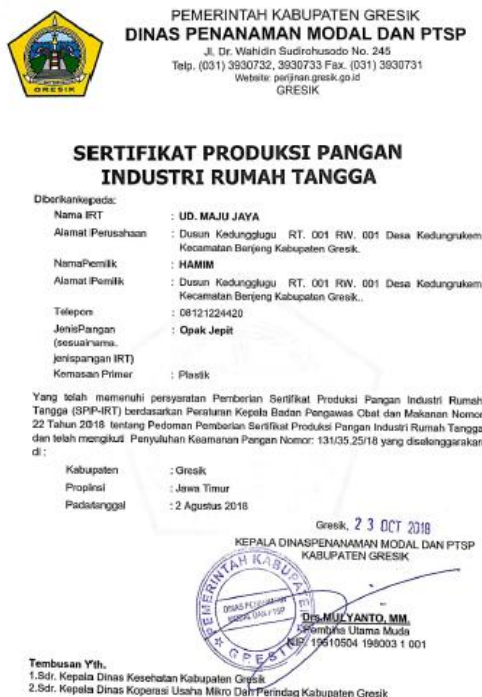 PEMERINTAH KABUPATEN GRESIK
DINAS PENANAMAN MODAL DAN PTSP
Jl. Dr. Wahidin Sudirohusodo No. 245
Telp. (031) 3930732, 3930733 Fax. (031) 3930731
Website: perijinan.gresik.go.id
GRESIK
GRESIK
SERTIFIKAT PRODUKSI PANGAN
INDUSTRI RUMAH TANGGA
Diberikankepada:
Nama IRT : UD. MAJU JAYA
Alamat Perusahaan : Dusun Kedungglugu RT. 001 RW. 001 Desa Kedungrukem
Kecamatan Benjeng Kabupaten Gresik.
NamaPemilik : HAMIM
Alamat Pemilik : Dusun Kedungglugu RT. 001 RW. 001 Desa Kedungrukem
Kecamatan Benjeng Kabupaten Gresik..
Telepon : 08121224420
JenisPangan : Opak Jepit
(sesuainama.
jenispangan IRT)
Kemasan Primer : Plastik
Yang telah memenuhi persyaratan Pemberian Sertifikat Produksi Pangan Industri Rumah
Tangga (SPIP-IRT) berdasarkan Peraturan Kepala Badan Pengawas Obat dan Makanan Nomor
22 Tahun 2018 tentang Pedoman Pemberian Sertifikat Produksi Pangan Industri Rumah Tangga
dan telah mengikuti Penyuluhan Keamanan Pangan Nomor: 131/35.25/18 yang diselenggarakan
di :
Kabupaten : Gresik
Propinsi : Jawa Timur
Padatanggal : 2 Agustus 2018
Gresik, 23 OCT 2018
KEPALA DINASPENANAMAN MODAL DAN PTSP
KABUPATEN GRESIK
PEMERINTAH KABUPATEN
DINAS PENANAMAN
MODAL DAN PTSP
GRESIK
Drs.MULYANTO, MM.
Pembina Utama Muda
NIP. 19610504 198003 1 001
Tembusan Yth.
1.Sdr. Kepala Dinas Kesehatan Kabupaten Gresik
2.Sdr. Kepala Dinas Koperasi Usaha Mikro Dan Perindag Kabupaten Gresik